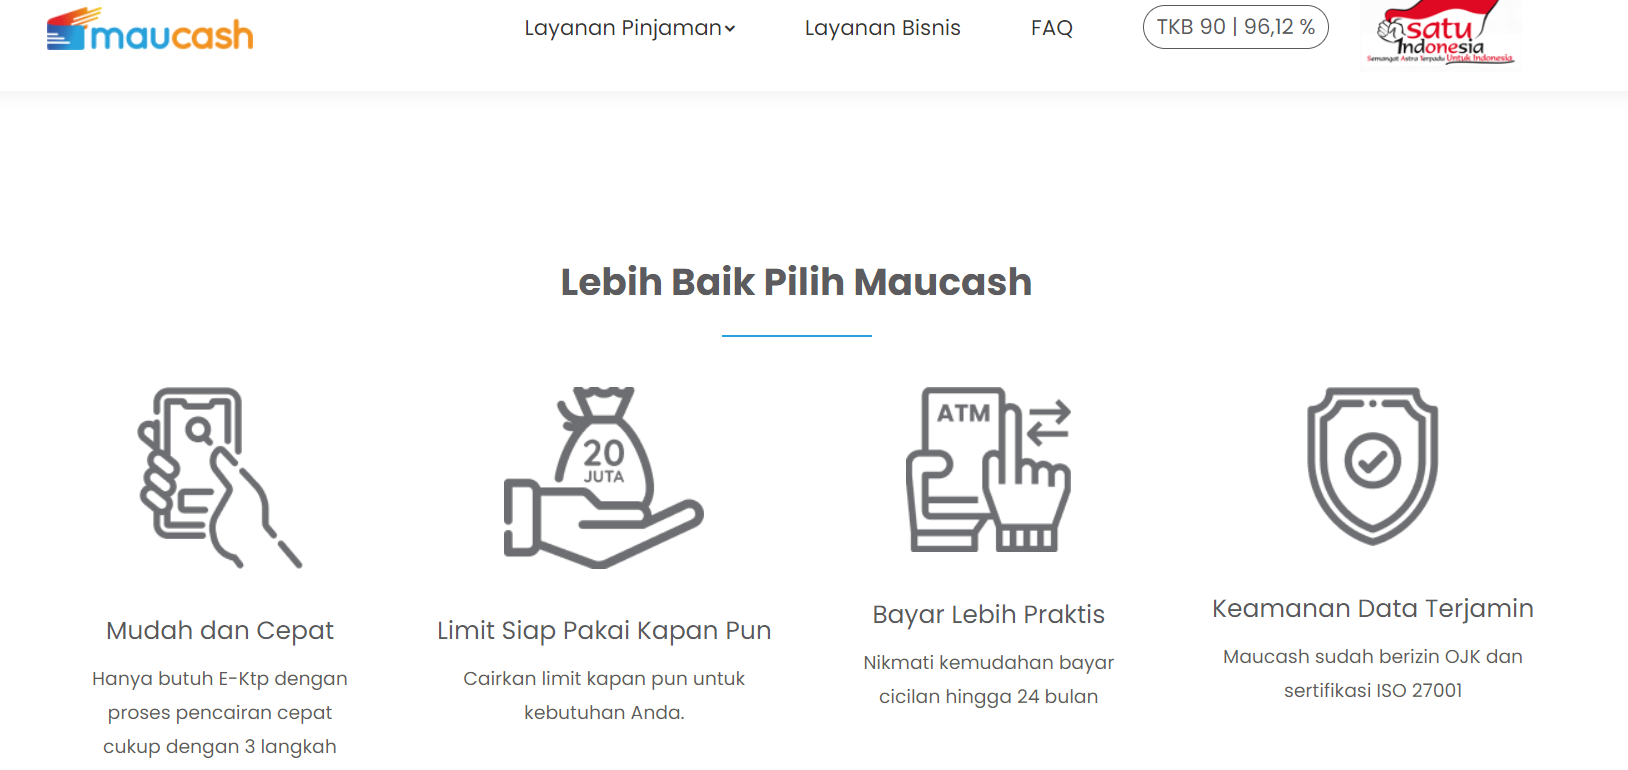 maucash
Layanan Pinjaman
Layanan Bisnis
FAQ
TKB 90 | 96,12 %
satu
Indonesia
Semangat Astra Terpadu Untuk Indonesia
Lebih Baik Pilih Maucash
20
JUTA
ATM
Mudah dan Cepat
Hanya butuh E-Ktp dengan
proses pencairan cepat
cukup dengan 3 langkah
Limit Siap Pakai Kapan Pun
Cairkan limit kapan pun untuk
kebutuhan Anda.
Bayar Lebih Praktis
Nikmati kemudahan bayar
cicilan hingga 24 bulan
Keamanan Data Terjamin
Maucash sudah berizin OJK dan
sertifikasi ISO 27001